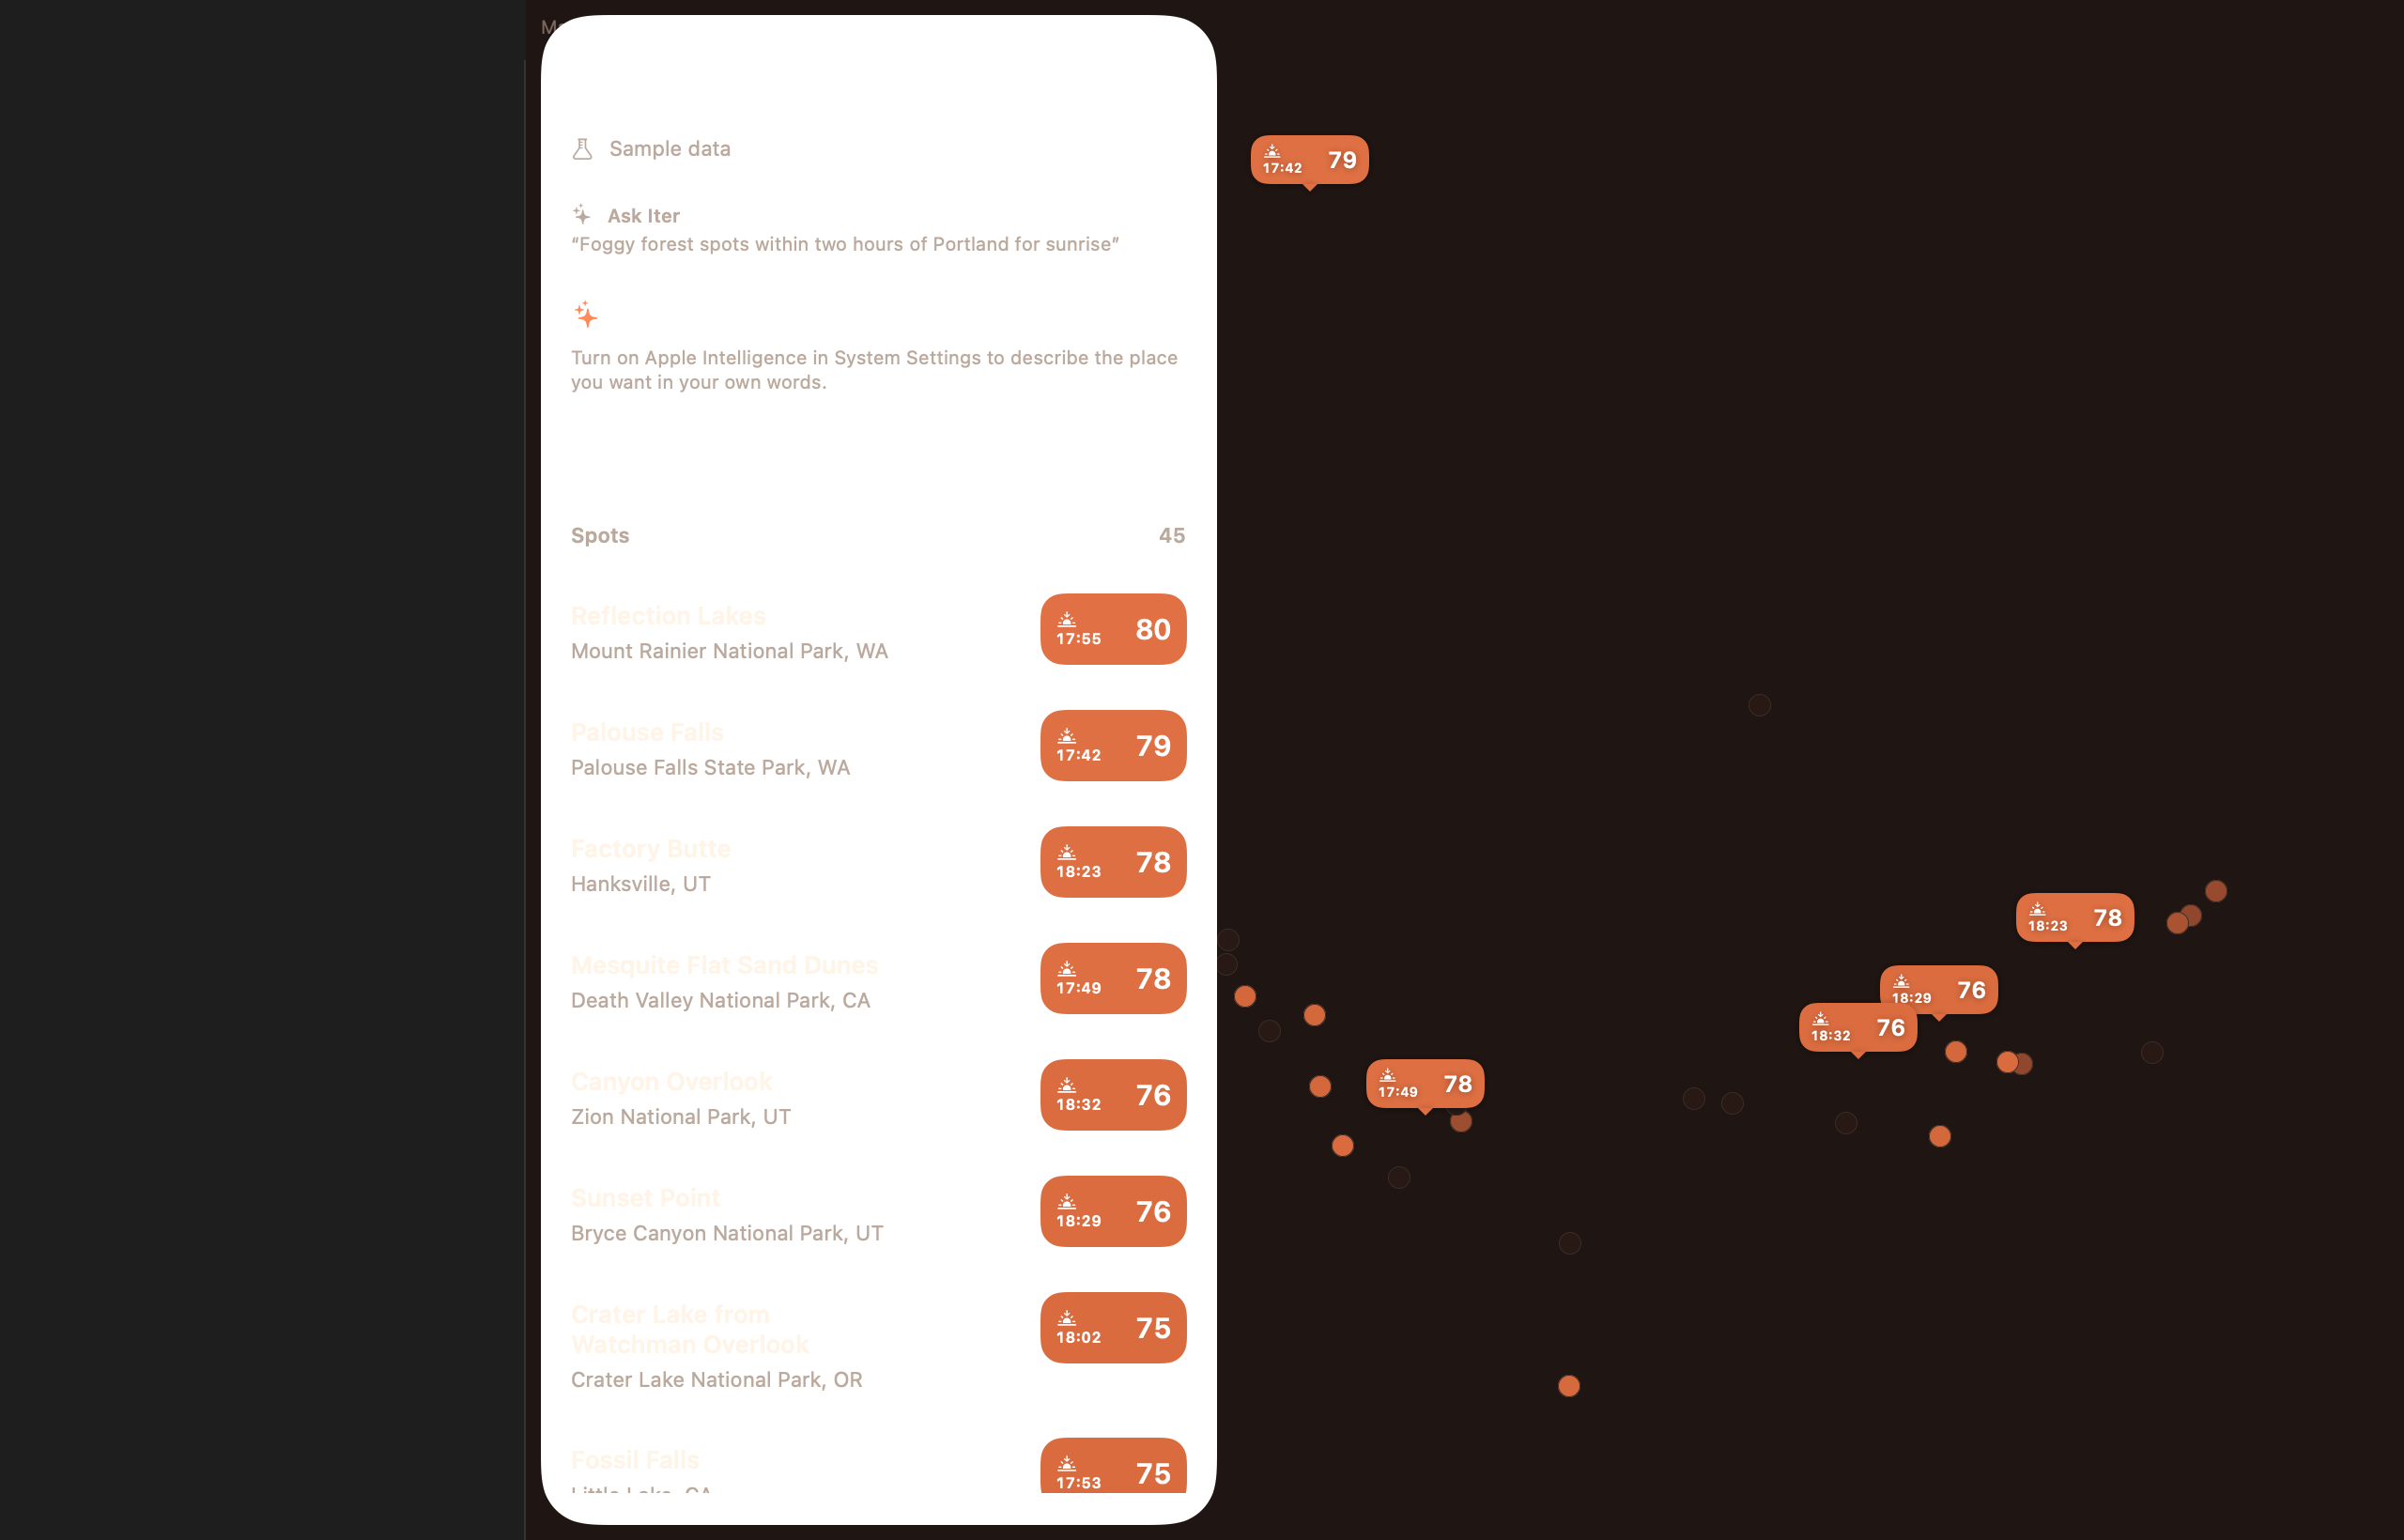 Sample data
Ask Iter
“Foggy forest spots within two hours of Portland for sunrise”
Turn on Apple Intelligence in System Settings to describe the place
you want in your own words.
Spots 45
Reflection Lakes
Mount Rainier National Park, WA
17:55 80
Palouse Falls
Palouse Falls State Park, WA
17:42 79
Factory Butte
Hanksville, UT
18:23 78
Mesquite Flat Sand Dunes
Death Valley National Park, CA
17:49 78
Canyon Overlook
Zion National Park, UT
18:32 76
Sunset Point
Bryce Canyon National Park, UT
18:29 76
Crater Lake from
Watchman Overlook
Crater Lake National Park, OR
18:02 75
Fossil Falls
Little Lake, CA
17:53 75
17:42 79
18:23 78
18:29 76
18:32 76
17:49 78